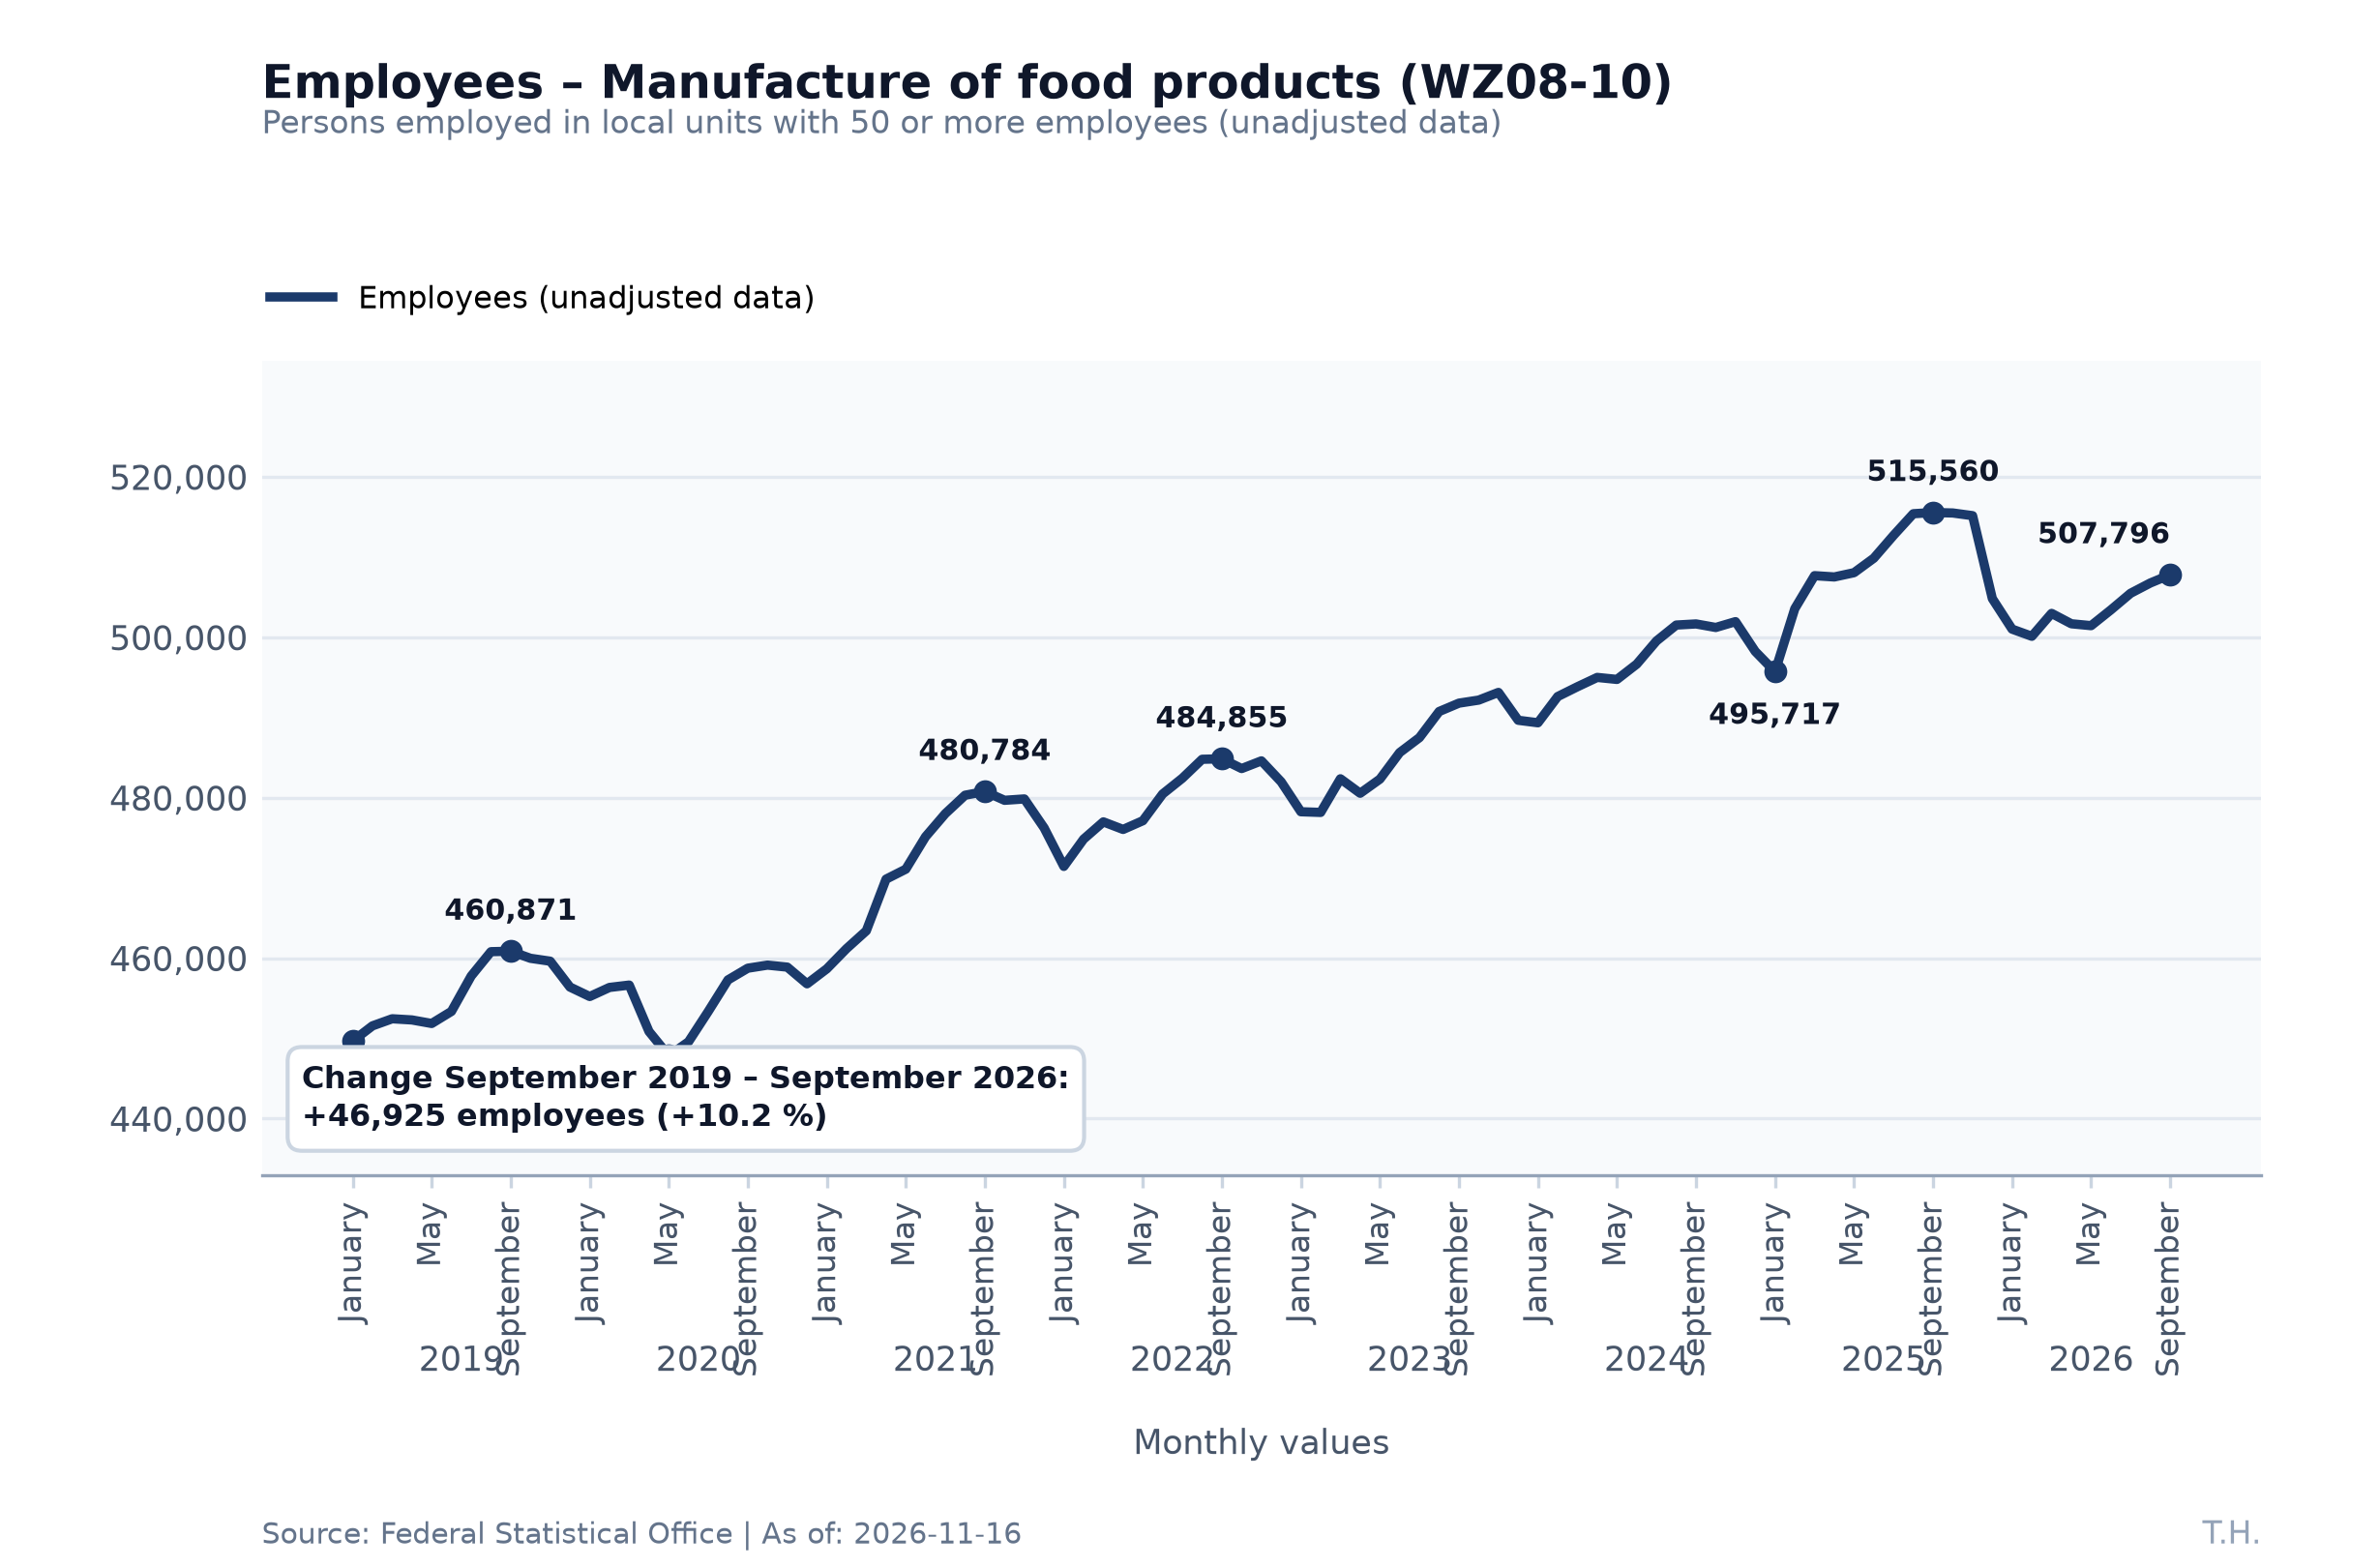 Employees – Manufacture of food products (WZ08-10)
Persons employed in local units with 50 or more employees (unadjusted data)
Employees (unadjusted data)
520,000
500,000
480,000
460,000
440,000
460,871
480,784
484,855
495,717
515,560
507,796
Change September 2019 – September 2026:
+46,925 employees (+10.2 %)
January
May
September
January
May
September
January
May
September
January
May
September
January
May
September
January
May
September
January
May
September
January
May
September
2019
2020
2021
2022
2023
2024
2025
2026
Monthly values
Source: Federal Statistical Office | As of: 2026-11-16
T.H.